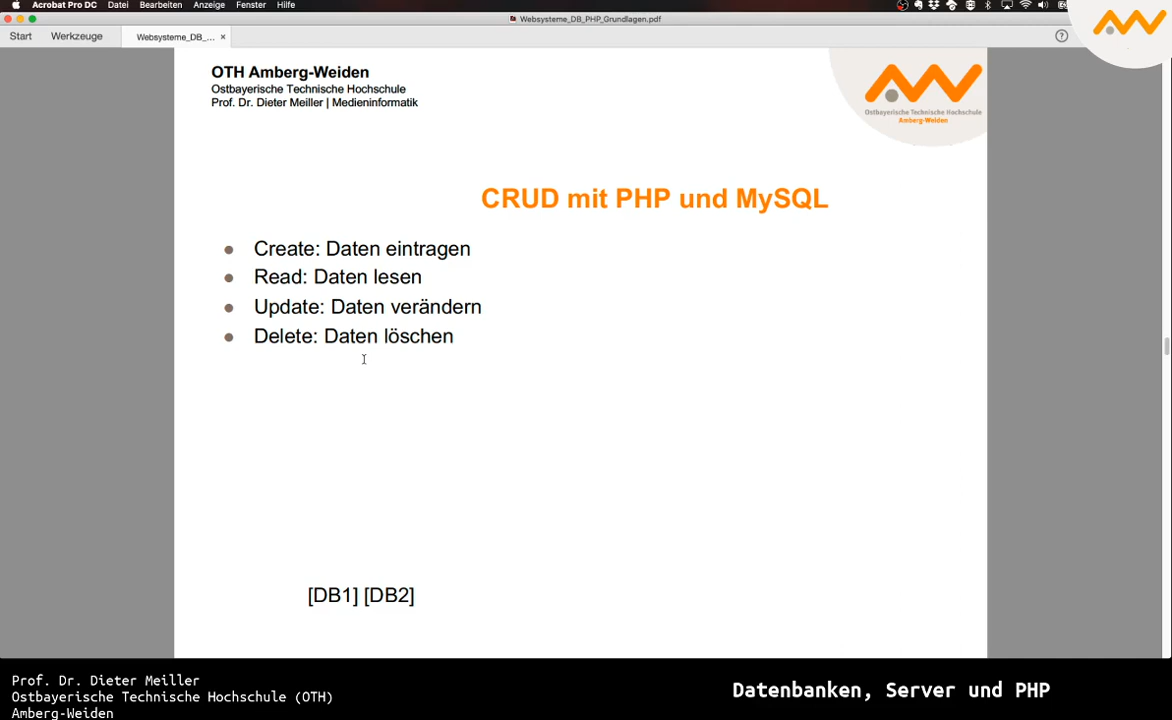 Acrobat Pro DC Datei Bearbeiten Anzeige Fenster Hilfe
Websysteme_DB_PHP_Grundlagen.pdf
Start Werkzeuge Websysteme_DB_... ×
OTH Amberg-Weiden
Ostbayerische Technische Hochschule
Prof. Dr. Dieter Meiller | Medieninformatik
Ostbayerische Technische Hochschule
Amberg-Weiden
CRUD mit PHP und MySQL
● Create: Daten eintragen
● Read: Daten lesen
● Update: Daten verändern
● Delete: Daten löschen
[DB1] [DB2]
Prof. Dr. Dieter Meiller
Ostbayerische Technische Hochschule (OTH)
Amberg-Weiden
Datenbanken, Server und PHP